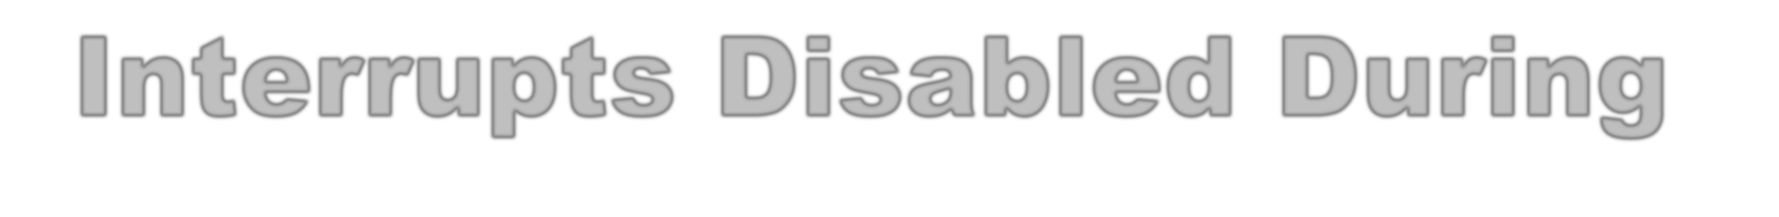 Interrupts Disabled During